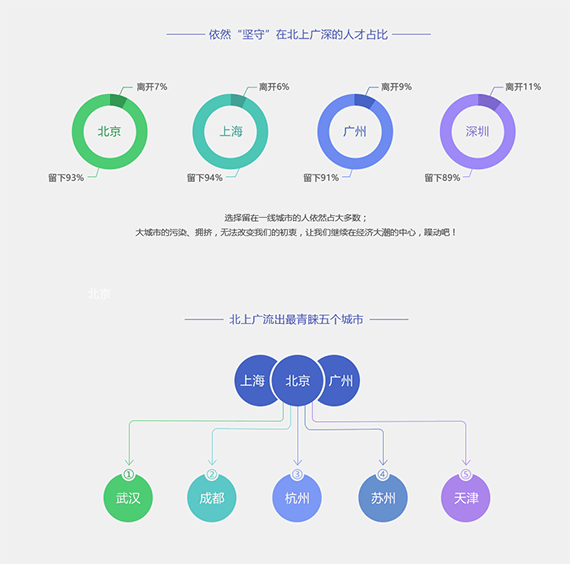 依然“坚守”在北上广深的人才占比
离开7%
离开6%
离开9%
离开11%
北京
上海
广州
深圳
留下93%
留下94%
留下91%
留下89%
选择留在一线城市的人依然占大多数；
大城市的污染、拥挤，无法改变我们的初衷，让我们继续在经济大潮的中心，躁动吧！
北京
北上广流出最青睐五个城市
上海
北京
广州
①
②
③
④
⑤
武汉
成都
杭州
苏州
天津